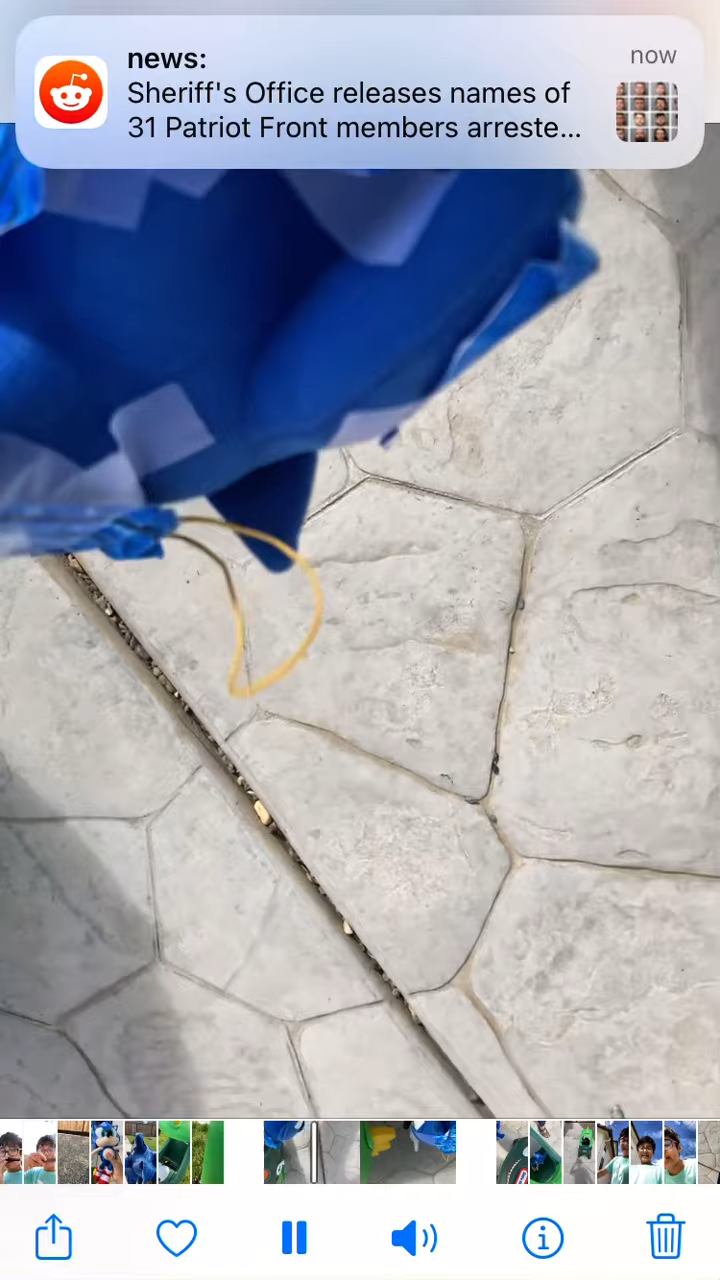 news:
now
Sheriff's Office releases names of
31 Patriot Front members arreste...